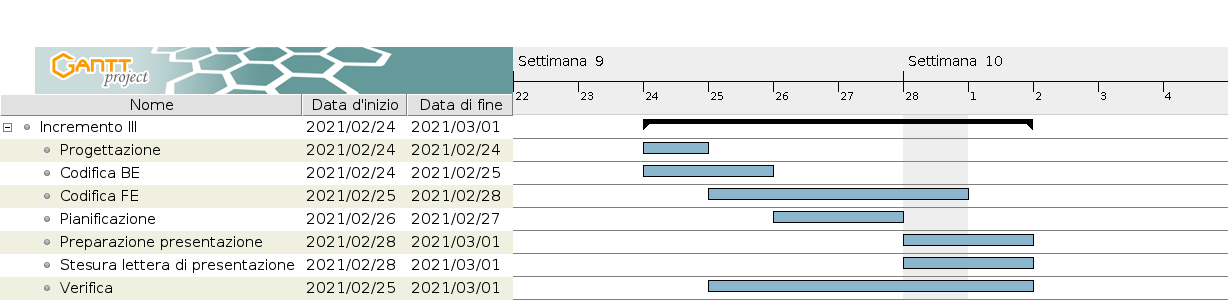 GANTT project
Settimana 9 Settimana 10
22 23 24 25 26 27 28 1 2 3 4
Nome Data d'inizio Data di fine
Incremento III 2021/02/24 2021/03/01
Progettazione 2021/02/24 2021/02/24
Codifica BE 2021/02/24 2021/02/25
Codifica FE 2021/02/25 2021/02/28
Pianificazione 2021/02/26 2021/02/27
Preparazione presentazione 2021/02/28 2021/03/01
Stesura lettera di presentazione 2021/02/28 2021/03/01
Verifica 2021/02/25 2021/03/01